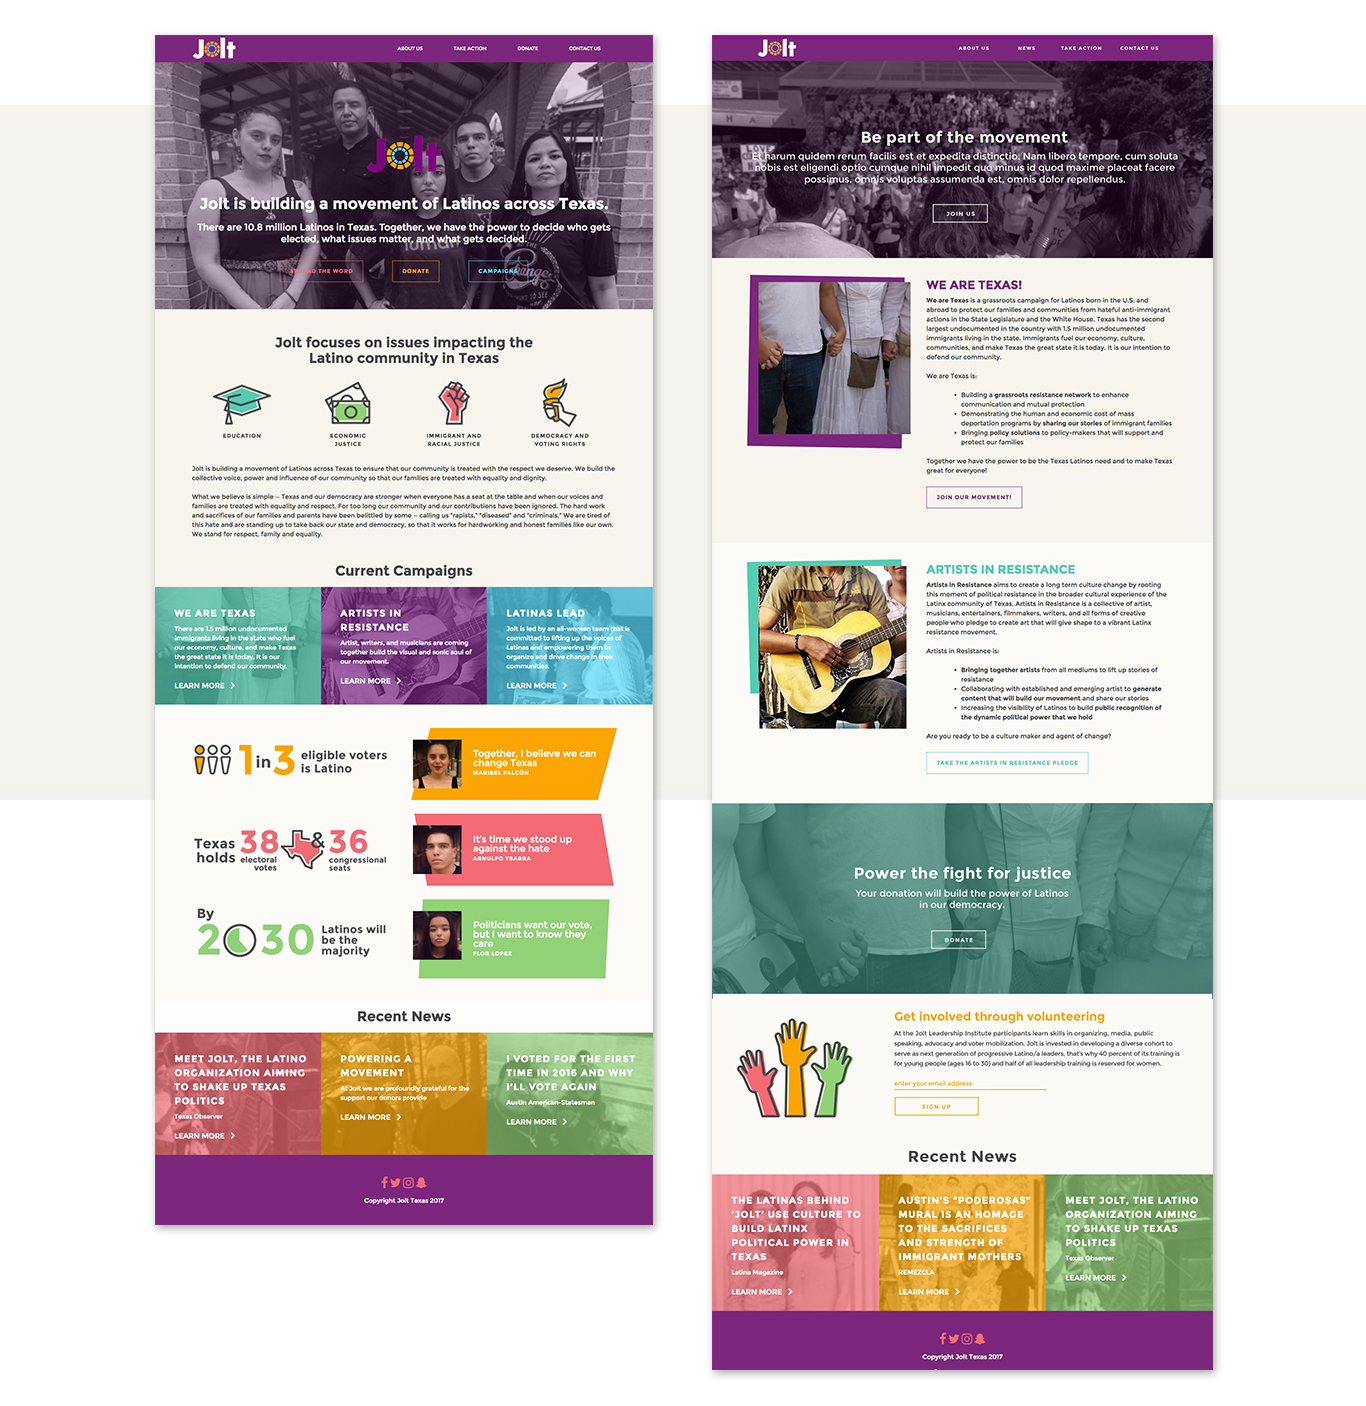 Jolt
ABOUT US
TAKE ACTION
DONATE
CONTACT US
Jolt
Jolt is building a movement of Latinos across Texas.
There are 10.8 million Latinos in Texas. Together, we have the power to decide who gets
elected, what issues matter, and what gets decided.
THE WORD
DONATE
CAMPAIGNS
Jolt focuses on issues impacting the
Latino community in Texas
EDUCATION
ECONOMIC
JUSTICE
IMMIGRANT AND
RACIAL JUSTICE
DEMOCRACY AND
VOTING RIGHTS
Jolt is building a movement of Latinos across Texas to ensure that our community is treated with the respect we deserve. We build the
collective voice, power and influence of our community so that our families are treated with equality and dignity.
What we believe is simple – Texas and our democracy are stronger when everyone has a seat at the table and when our voices and
families are treated with equality and respect. For too long our community and our contributions have been ignored. The hard work
and sacrifices of our families and parents have been belittled by some – calling us "rapists," "diseased" and "criminals." We are tired of
this hate and are standing up to take back our state and democracy, so that it works for hardworking and honest families like our own.
We stand for respect, family and equality.
Current Campaigns
WE ARE TEXAS
There are 1.5 million undocumented
immigrants living in the state who fuel
our economy, culture, and make Texas
the great state it is today. It is our
intention to defend our community.
LEARN MORE
ARTISTS IN
RESISTANCE
Artist, writers, and musicians are coming
together build the visual and sonic soul of
our movement.
LEARN MORE
LATINAS LEAD
Jolt is led by an all-women team that is
committed to lifting up the voices of
Latinas and empowering them to
organize and drive change in their
communities.
LEARN MORE
1 in 3 eligible voters
is Latino
Together, I believe we can
change Texas
MARIBEL FALCÓN
Texas
holds
38
electoral
votes
&
36
congressional
seats
It's time we stood up
against the hate
ARNULFO YBARRA
By
2030
Latinos will
be the
majority
Politicians want our vote,
but I want to know they
care
FLOR LOPEZ
Recent News
MEET JOLT, THE LATINO
ORGANIZATION AIMING
TO SHAKE UP TEXAS
POLITICS
Texas Observer
LEARN MORE
POWERING A
MOVEMENT
At Jolt we are profoundly grateful for the
support our donors provide
LEARN MORE
I VOTED FOR THE FIRST
TIME IN 2016 AND WHY
I'LL VOTE AGAIN
Austin American-Statesman
LEARN MORE
Copyright Jolt Texas 2017
Jolt
ABOUT US
NEWS
TAKE ACTION
CONTACT US
Be part of the movement
Et harum quidem rerum facilis est et expedita distinctio. Nam libero tempore, cum soluta
nobis est eligendi optio cumque nihil impedit quo minus id quod maxime placeat facere
possimus, omnis voluptas assumenda est, omnis dolor repellendus.
JOIN US
WE ARE TEXAS!
We are Texas is a grassroots campaign for Latinos born in the U.S. and
abroad to protect our families and communities from hateful anti-immigrant
actions in the State Legislature and the White House. Texas has the second
largest undocumented in the country with 1.5 million undocumented
immigrants living in the state. Immigrants fuel our economy, culture,
communities, and make Texas the great state it is today. It is our intention to
defend our community.
We are Texas is:
• Building a grassroots resistance network to enhance
communication and mutual protection
• Demonstrating the human and economic cost of mass
deportation programs by sharing our stories of immigrant families
• Bringing policy solutions to policy-makers that will support and
protect our families
Together we have the power to be the Texas Latinos need and to make Texas
great for everyone!
JOIN OUR MOVEMENT!
ARTISTS IN RESISTANCE
Artists in Resistance aims to create a long term culture change by rooting
this moment of political resistance in the broader cultural experience of the
Latinx community of Texas. Artists in Resistance is a collective of artist,
musicians, entertainers, filmmakers, writers, and all forms of creative
people who pledge to create art that will give shape to a vibrant Latinx
resistance movement.
Artists in Resistance is:
• Bringing together artists from all mediums to lift up stories of
resistance
• Collaborating with established and emerging artist to generate
content that will build our movement and share our stories
• Increasing the visibility of Latinos to build public recognition of
the dynamic political power that we hold
Are you ready to be a culture maker and agent of change?
TAKE THE ARTISTS IN RESISTANCE PLEDGE
Power the fight for justice
Your donation will build the power of Latinos
in our democracy.
DONATE
Get involved through volunteering
At the Jolt Leadership Institute participants learn skills in organizing, media, public
speaking, advocacy and voter mobilization. Jolt is invested in developing a diverse cohort to
serve as next generation of progressive Latino/a leaders, that's why 40 percent of its training is
for young people (ages 16 to 30) and half of all leadership training is reserved for women.
enter your email address
SIGN UP
Recent News
THE LATINAS BEHIND
'JOLT' USE CULTURE TO
BUILD LATINX
POLITICAL POWER IN
TEXAS
Latina Magazine
LEARN MORE
AUSTIN'S "PODEROSAS"
MURAL IS AN HOMAGE
TO THE SACRIFICES
AND STRENGTH OF
IMMIGRANT MOTHERS
REMEZCLA
LEARN MORE
MEET JOLT, THE LATINO
ORGANIZATION AIMING
TO SHAKE UP TEXAS
POLITICS
Texas Observer
LEARN MORE
Copyright Jolt Texas 2017